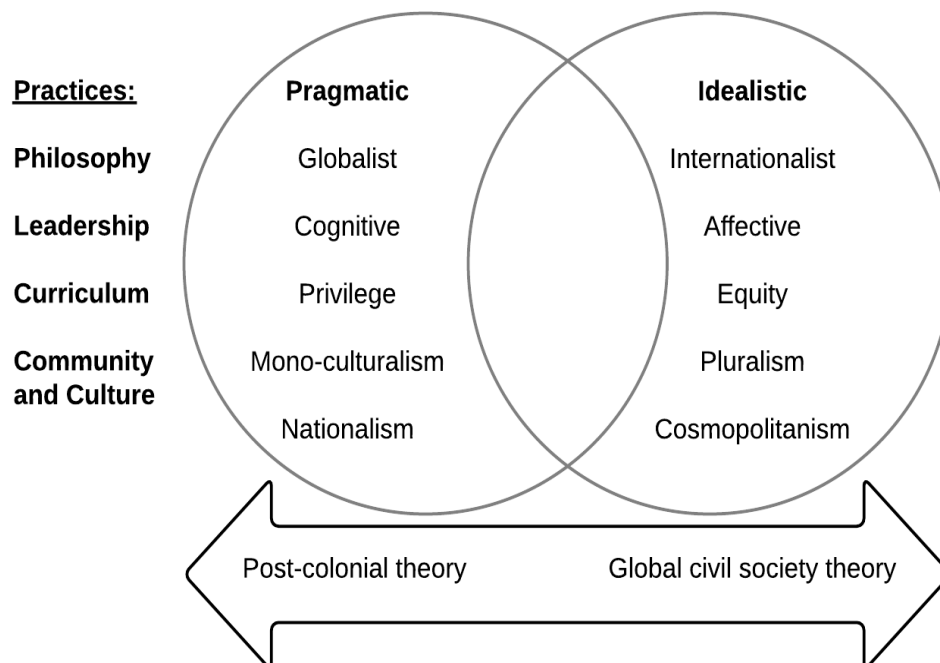 Practices: Pragmatic Idealistic
Philosophy Globalist Internationalist
Leadership Cognitive Affective
Curriculum Privilege Equity
Community Mono-culturalism Pluralism
and Culture
Nationalism Cosmopolitanism
Post-colonial theory Global civil society theory